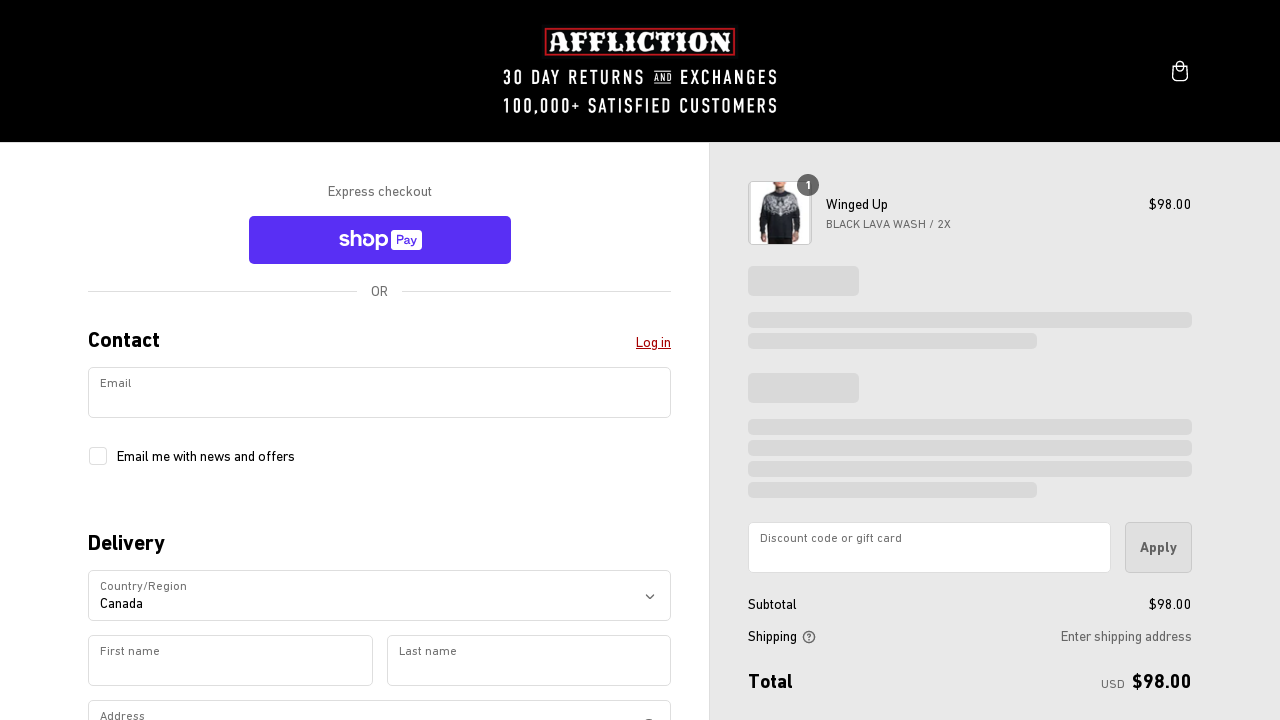 AFFLICTION
30 DAY RETURNS AND EXCHANGES
100,000+ SATISFIED CUSTOMERS
Express checkout
shop Pay
OR
Contact
Log in
Email
Email me with news and offers
Delivery
Country/Region
Canada
First name
Last name
Address
1
Winged Up
$98.00
BLACK LAVA WASH / 2X
Discount code or gift card
Apply
Subtotal
$98.00
Shipping
Enter shipping address
Total
USD $98.00